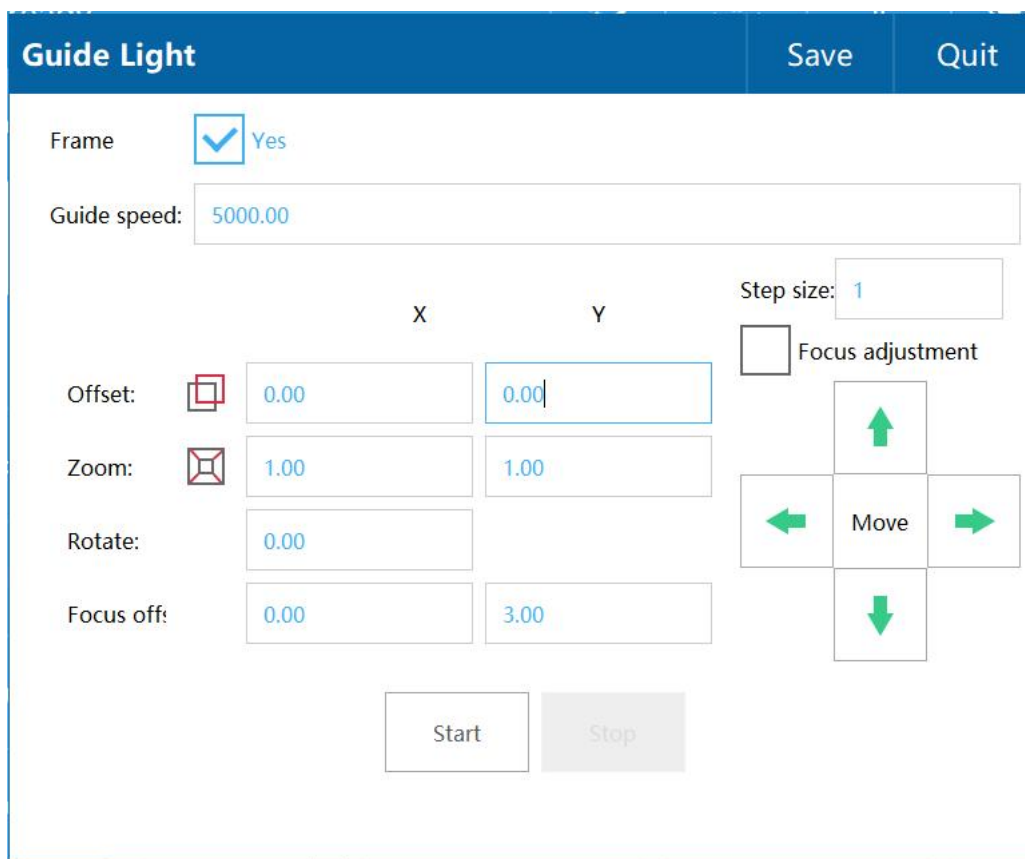 Guide Light Save Quit
Frame Yes
Guide speed: 5000.00
Step size: 1
X Y
Focus adjustment
Offset: 0.00 0.00
Zoom: 1.00 1.00
Move
Rotate: 0.00
Focus offs 0.00 3.00
Start Stop